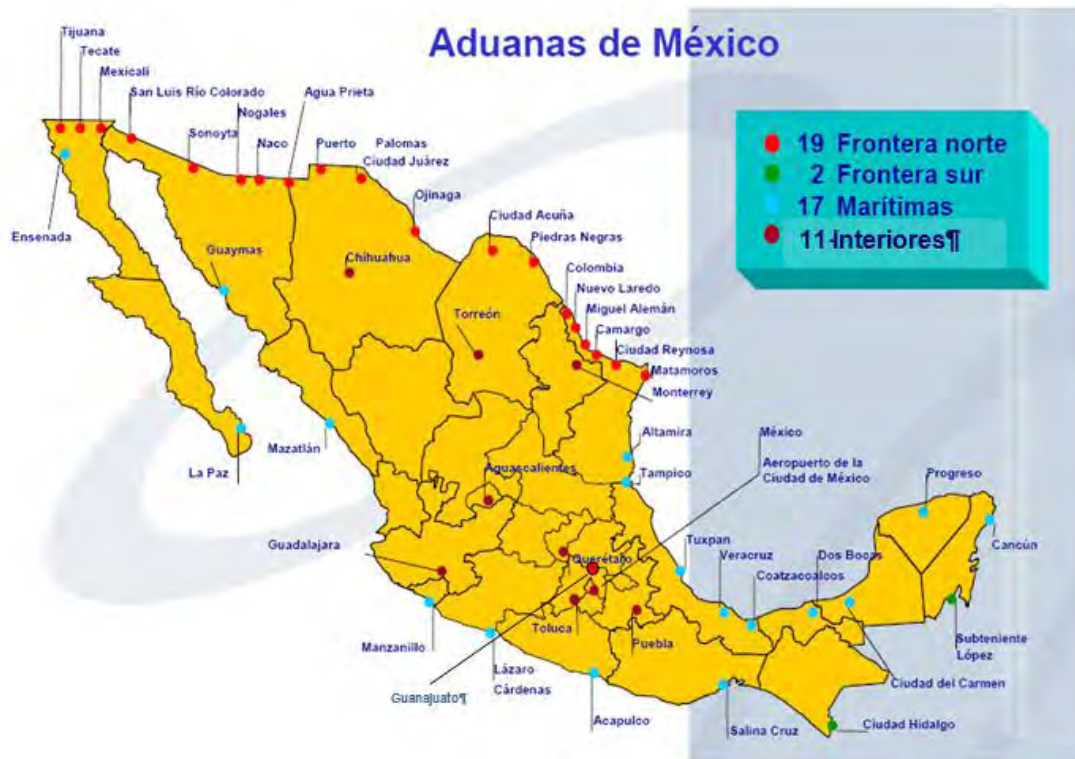 Aduanas de México
Tijuana
Tecate
Mexicali
San Luis Río Colorado
Nogales
Agua Prieta
Sonoyta
Naco
Puerto Palomas
Ciudad Juárez
Ojinaga
Ciudad Acuña
Piedras Negras
Ensenada
Guaymas
Chihuahua
Colombia
Nuevo Laredo
Miguel Alemán
Torreón
Camargo
Ciudad Reynosa
Matamoros
Monterrey
19 Frontera norte
2 Frontera sur
17 Marítimas
11-Interiores¶
La Paz
Mazatlán
Altamira
México
Aguascalientes
Tampico
Aeropuerto de la
Ciudad de México
Progreso
Guadalajara
Querétaro
Tuxpan
Veracruz
Dos Bocas
Cancún
Coatzacoalcos
Manzanillo
Toluca
Puebla
Subteniente
López
Lázaro
Cárdenas
Guanajuato¶
Acapulco
Salina Cruz
Ciudad del Carmen
Ciudad Hidalgo